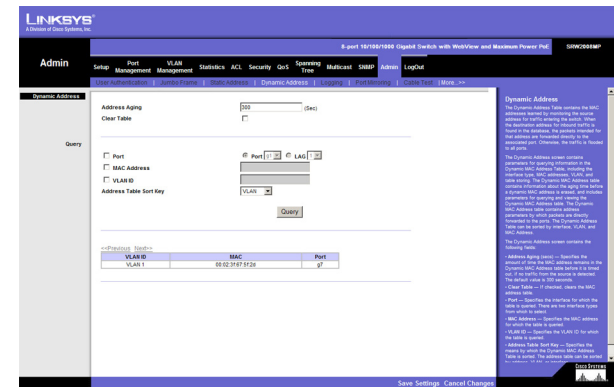 LINKSYS®
A Division of Cisco Systems, Inc.
8-port 10/100/1000 Gigabit Switch with WebView and Maximum Power PoE SRW2008MP
Admin
Setup Port Management VLAN Management Statistics ACL Security QoS Spanning Tree Multicast SNMP Admin LogOut
User Authentication | Jumbo Frame | Static Address | Dynamic Address | Logging | Port Mirroring | Cable Test | More...>>
Dynamic Address
Address Aging 300 (Sec)
Clear Table
Query
Port Port g1 LAG 1
MAC Address
VLAN ID
Address Table Sort Key VLAN
Query
<<Previous Next>>
VLAN ID MAC Port
VLAN 1 g7
Dynamic Address
The Dynamic Address Table contains the MAC
addresses learned by monitoring the source
address for traffic entering the switch. When
the destination address for inbound traffic is
found in the database, the packets intended for
that address are forwarded directly to the
associated port. Otherwise, the traffic is flooded
to all ports.
The Dynamic Address screen contains
parameters for querying information in the
Dynamic MAC Address Table, including the
interface type, MAC addresses, VLAN, and
table storing. The Dynamic MAC Address table
contains information about the aging time before
a dynamic MAC address is erased, and includes
parameters for querying and viewing the
Dynamic MAC Address table. The Dynamic
MAC Address table contains address
parameters by which packets are directly
forwarded to the ports. The Dynamic Address
Table can be sorted by interface, VLAN, and
MAC Address.
The Dynamic Address screen contains the
following fields:
• Address Aging (secs) — Specifies the
amount of time the MAC address remains in the
Dynamic MAC Address table before it is timed
out, if no traffic from the source is detected.
The default value is 300 seconds.
• Clear Table — If checked, clears the MAC
address table.
• Port — Specifies the interface for which the
table is queried. There are two interface types
from which to select.
• MAC Address — Specifies the MAC address
for which the table is queried.
• VLAN ID — Specifies the VLAN ID for which
the table is queried.
• Address Table Sort Key — Specifies the
means by which the Dynamic MAC Address
Table is sorted. The address table can be sorted
Save Settings Cancel Changes
CISCO SYSTEMS